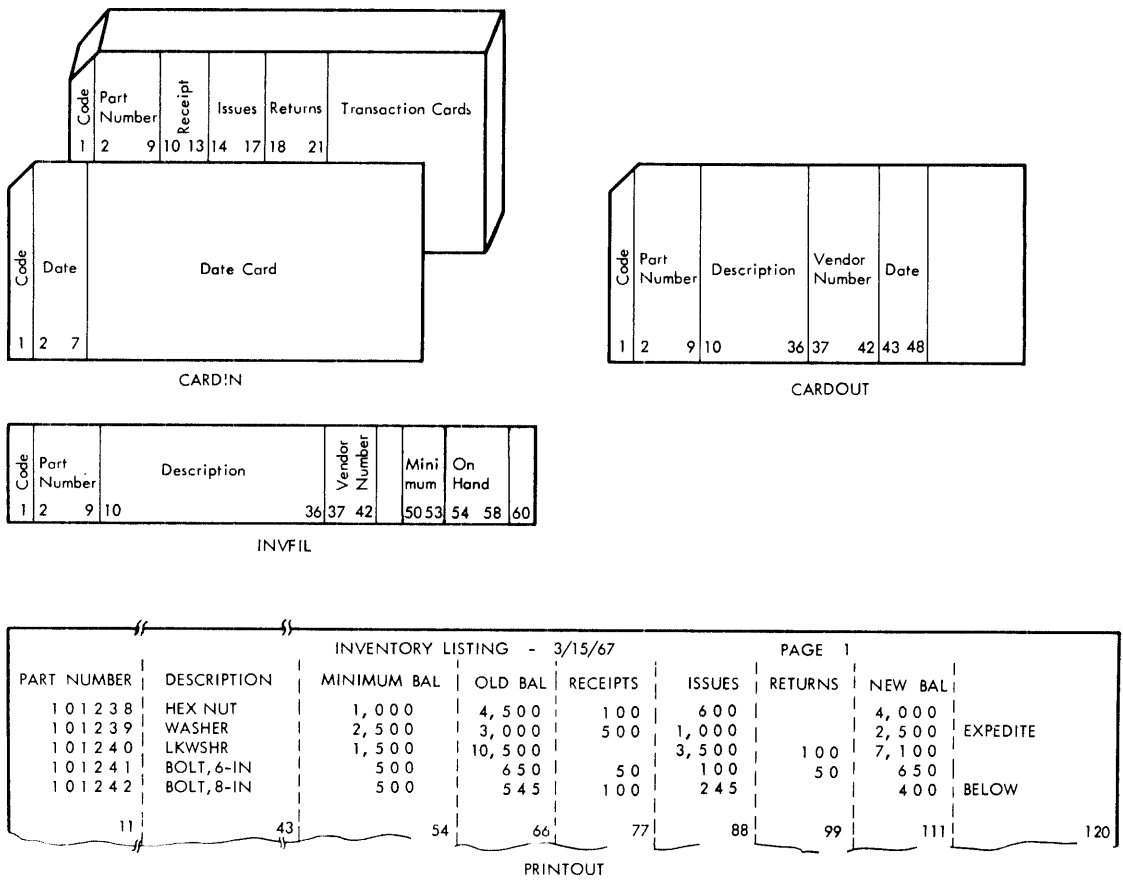 Code
Part
Number
Receipt
Issues
Returns
Transaction Cards
1 2 9 10 13 14 17 18 21
Code
Date
Date Card
1 2 7
CARD!N
Code
Part
Number
Description
Vendor
Number
Date
1 2 9 10 36 37 42 43 48
CARDOUT
Code
Part
Number
Description
Vendor
Number
Mini
mum
On
Hand
1 2 9 10 36 37 42 50 53 54 58 60
INVFIL
INVENTORY LISTING - 3/15/67 PAGE 1
PART NUMBER DESCRIPTION MINIMUM BAL OLD BAL RECEIPTS ISSUES RETURNS NEW BAL
101238 HEX NUT 1,000 4,500 100 600 4,000
101239 WASHER 2,500 3,000 500 1,000 2,500 EXPEDITE
101240 LKWSHR 1,500 10,500 3,500 100 7,100
101241 BOLT,6-IN 500 650 50 100 50 650
101242 BOLT,8-IN 500 545 100 245 400 BELOW
11 43 54 66 77 88 99 111 120
PRINTOUT